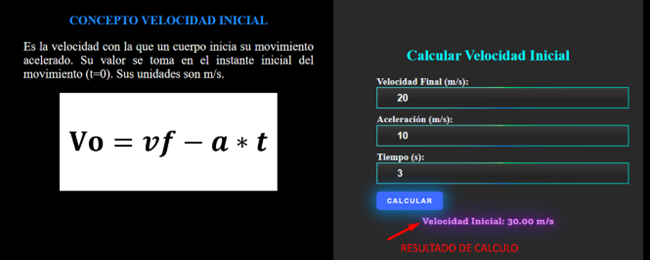 CONCEPTO VELOCIDAD INICIAL
Es la velocidad con la que un cuerpo inicia su movimiento
acelerado. Su valor se toma en el instante inicial del
movimiento (t=0). Sus unidades son m/s.
Vo = vf − a * t
Calcular Velocidad Inicial
Velocidad Final (m/s):
20
Aceleración (m/s):
10
Tiempo (s):
3
CALCULAR
Velocidad Inicial: 30.00 m/s
RESULTADO DE CALCULO